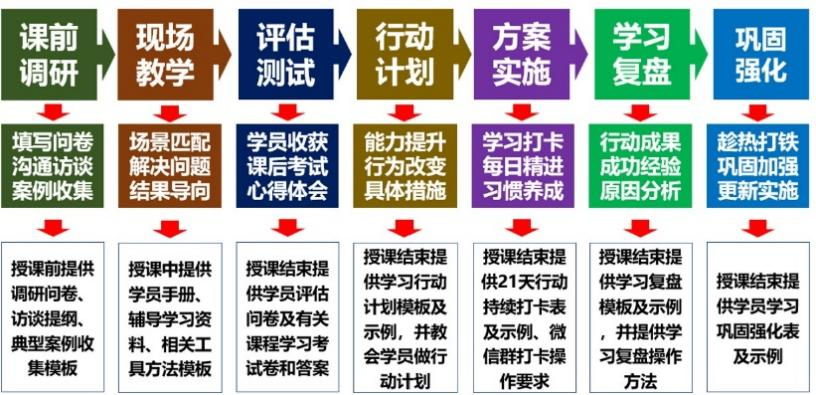 课前
调研
现场
教学
评估
测试
行动
计划
方案
实施
学习
复盘
巩固
强化
填写问卷
沟通访谈
案例收集
场景匹配
解决问题
结果导向
学员收获
课后考试
心得体会
能力提升
行为改变
具体措施
学习打卡
每日精进
习惯养成
行动成果
成功经验
原因分析
趁热打铁
巩固加强
更新实施
授课前提供
调研问卷、
访谈提纲、
典型案例收
集模板
授课中提供
学员手册、
辅导学习资
料、相关工
具方法模板
授课结束提
供学员评估
问卷及有关
课程学习考
试卷和答案
授课结束提
供学习行动
计划模板及
示例，并教
会学员做行
动计划
授课结束提
供21天行动
持续打卡表
及示例、微
信群打卡操
作要求
授课结束提
供学习复盘
模板及示例
，并提供学
习复盘操作
方法
授课结束提
供学员学习
巩固强化表
及示例